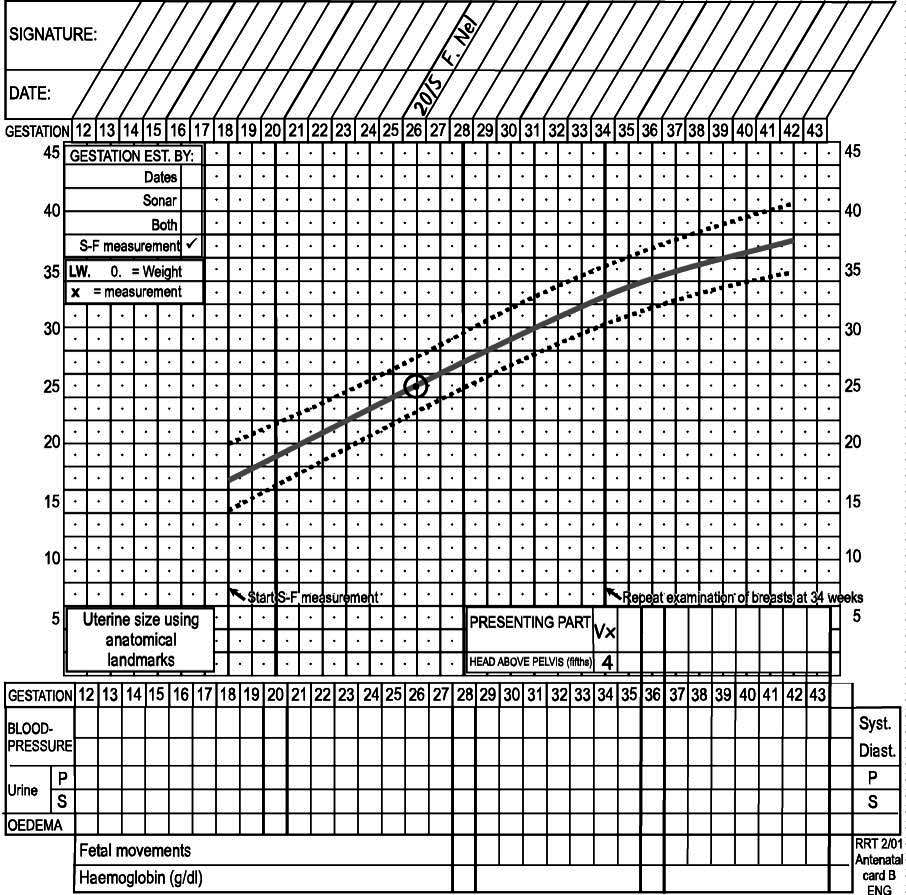 SIGNATURE:
F. Nel
DATE:
20/5
GESTATION 12 13 14 15 16 17 18 19 20 21 22 23 24 25 26 27 28 29 30 31 32 33 34 35 36 37 38 39 40 41 42 43
45 GESTATION EST. BY: 45
Dates
Sonar
40 Both 40
S-F measurement ✓
35 LW. 0. = Weight 35
x = measurement
30 30
25 25
20 20
15 15
10 10
Start S-F measurement Repeat examination of breasts at 34 weeks
5 5
Uterine size using
anatomical
landmarks
PRESENTING PART Vx
HEAD ABOVE PELVIS (fifths) 4
GESTATION 12 13 14 15 16 17 18 19 20 21 22 23 24 25 26 27 28 29 30 31 32 33 34 35 36 37 38 39 40 41 42 43
BLOOD- Syst.
PRESSURE Diast.
Urine P P
S S
OEDEMA
Fetal movements
Haemoglobin (g/dl)
RRT 2/01
Antenatal
card B
ENG